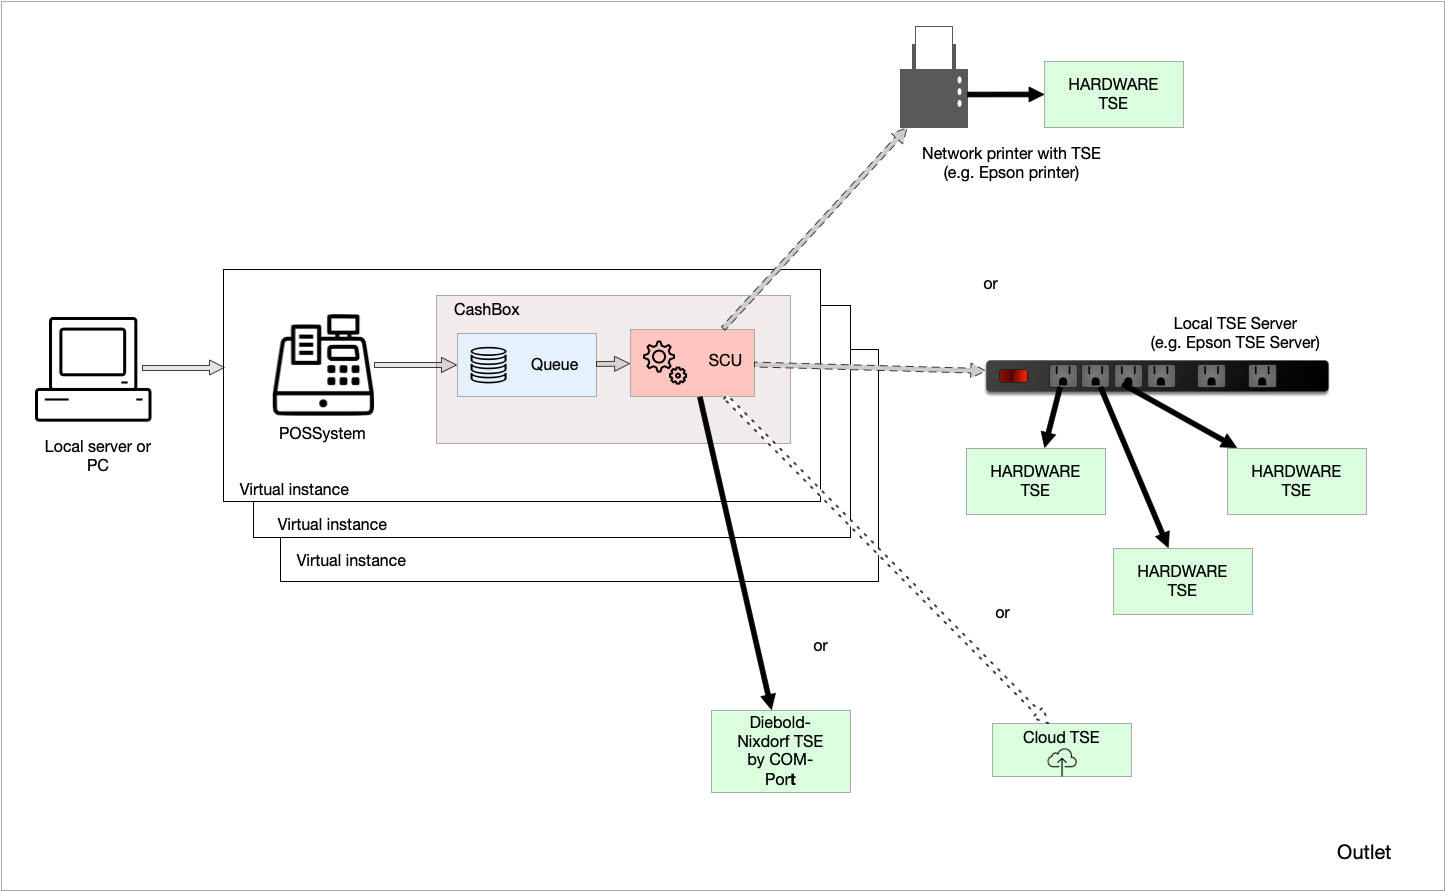 HARDWARE
TSE
Network printer with TSE
(e.g. Epson printer)
or
Local TSE Server
(e.g. Epson TSE Server)
CashBox
Queue
SCU
POSSystem
Local server or
PC
Virtual instance
Virtual instance
Virtual instance
HARDWARE
TSE
HARDWARE
TSE
HARDWARE
TSE
or
or
Diebold-
Nixdorf TSE
by COM-
Port
Cloud TSE
Outlet